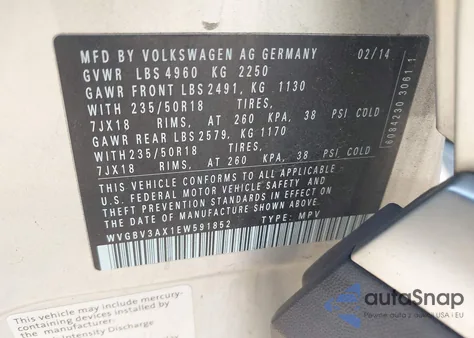 MFD BY VOLKSWAGEN AG GERMANY 02/14
GVWR LBS 4960 KG 2250
GAWR FRONT LBS 2491, KG 1130
WITH 235/50R18 TIRES,
7JX18 RIMS, AT 260 KPA, 38 PSI COLD
GAWR REAR LBS 2579, KG 1170
WITH 235/50R18 TIRES,
7JX18 RIMS, AT 260 KPA, 38 PSI COLD
THIS VEHICLE CONFORMS TO ALL APPLICABLE
U.S. FEDERAL MOTOR VEHICLE SAFETY AND
THEFT PREVENTION STANDARDS IN EFFECT ON
THE DATE OF MANUFACTURE SHOWN ABOVE.
WVGBV3AX1EW591852 TYPE: MPV
6084230 3061 1
This vehicle may include mercury-
containing devices installed by
the manufacturer:
Intensity Discharge
autoSnap